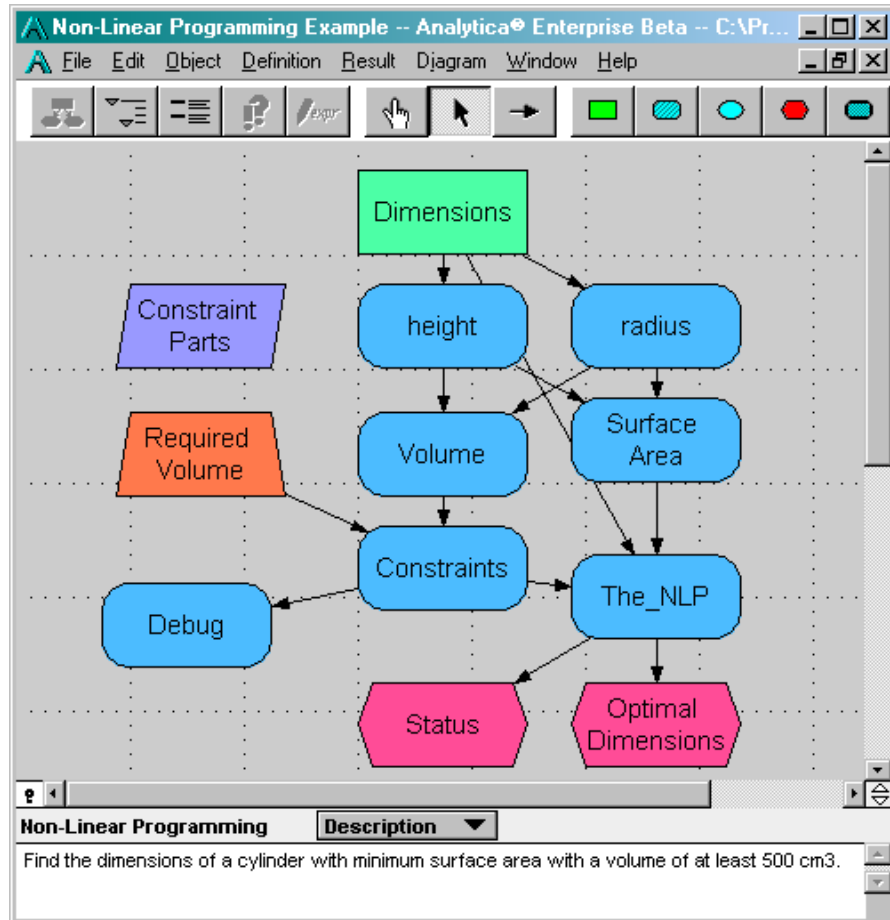 Non-Linear Programming Example -- Analytica® Enterprise Beta -- C:\Pr...
File Edit Object Definition Result Diagram Window Help
expr
Dimensions
Constraint
Parts
height
radius
Required
Volume
Volume
Surface
Area
Constraints
The_NLP
Debug
Status
Optimal
Dimensions
Non-Linear Programming Description
Find the dimensions of a cylinder with minimum surface area with a volume of at least 500 cm3.